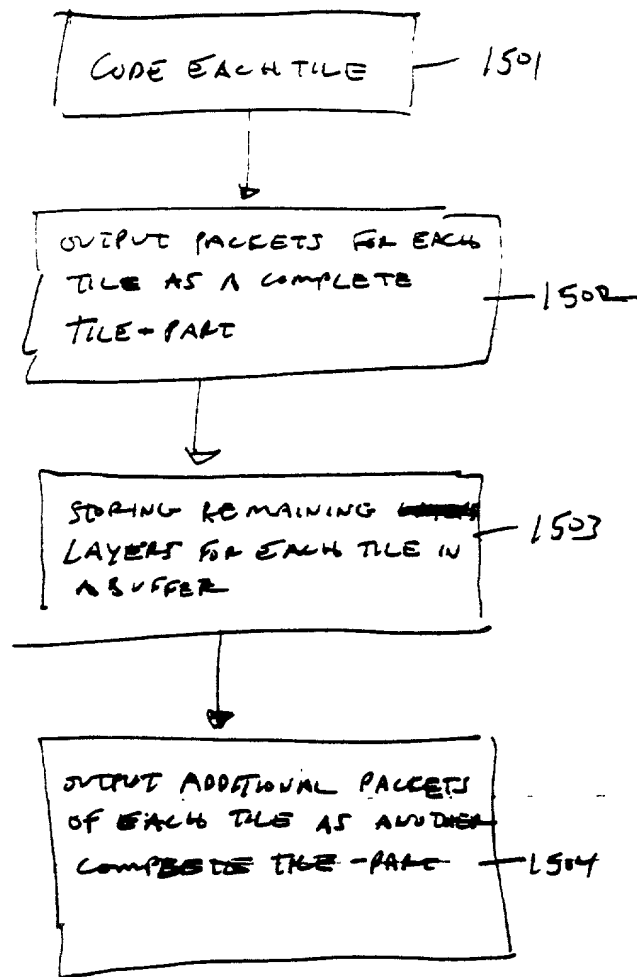 CODE EACH TILE 1501
OUTPUT PACKETS FOR EACH
TILE AS A COMPLETE 1502
TILE-PART
STORING REMAINING
LAYERS FOR EACH TILE IN 1503
A BUFFER
OUTPUT ADDITIONAL PACKETS
OF EACH TILE AS ANOTHER
COMPLETE TILE-PART 1504